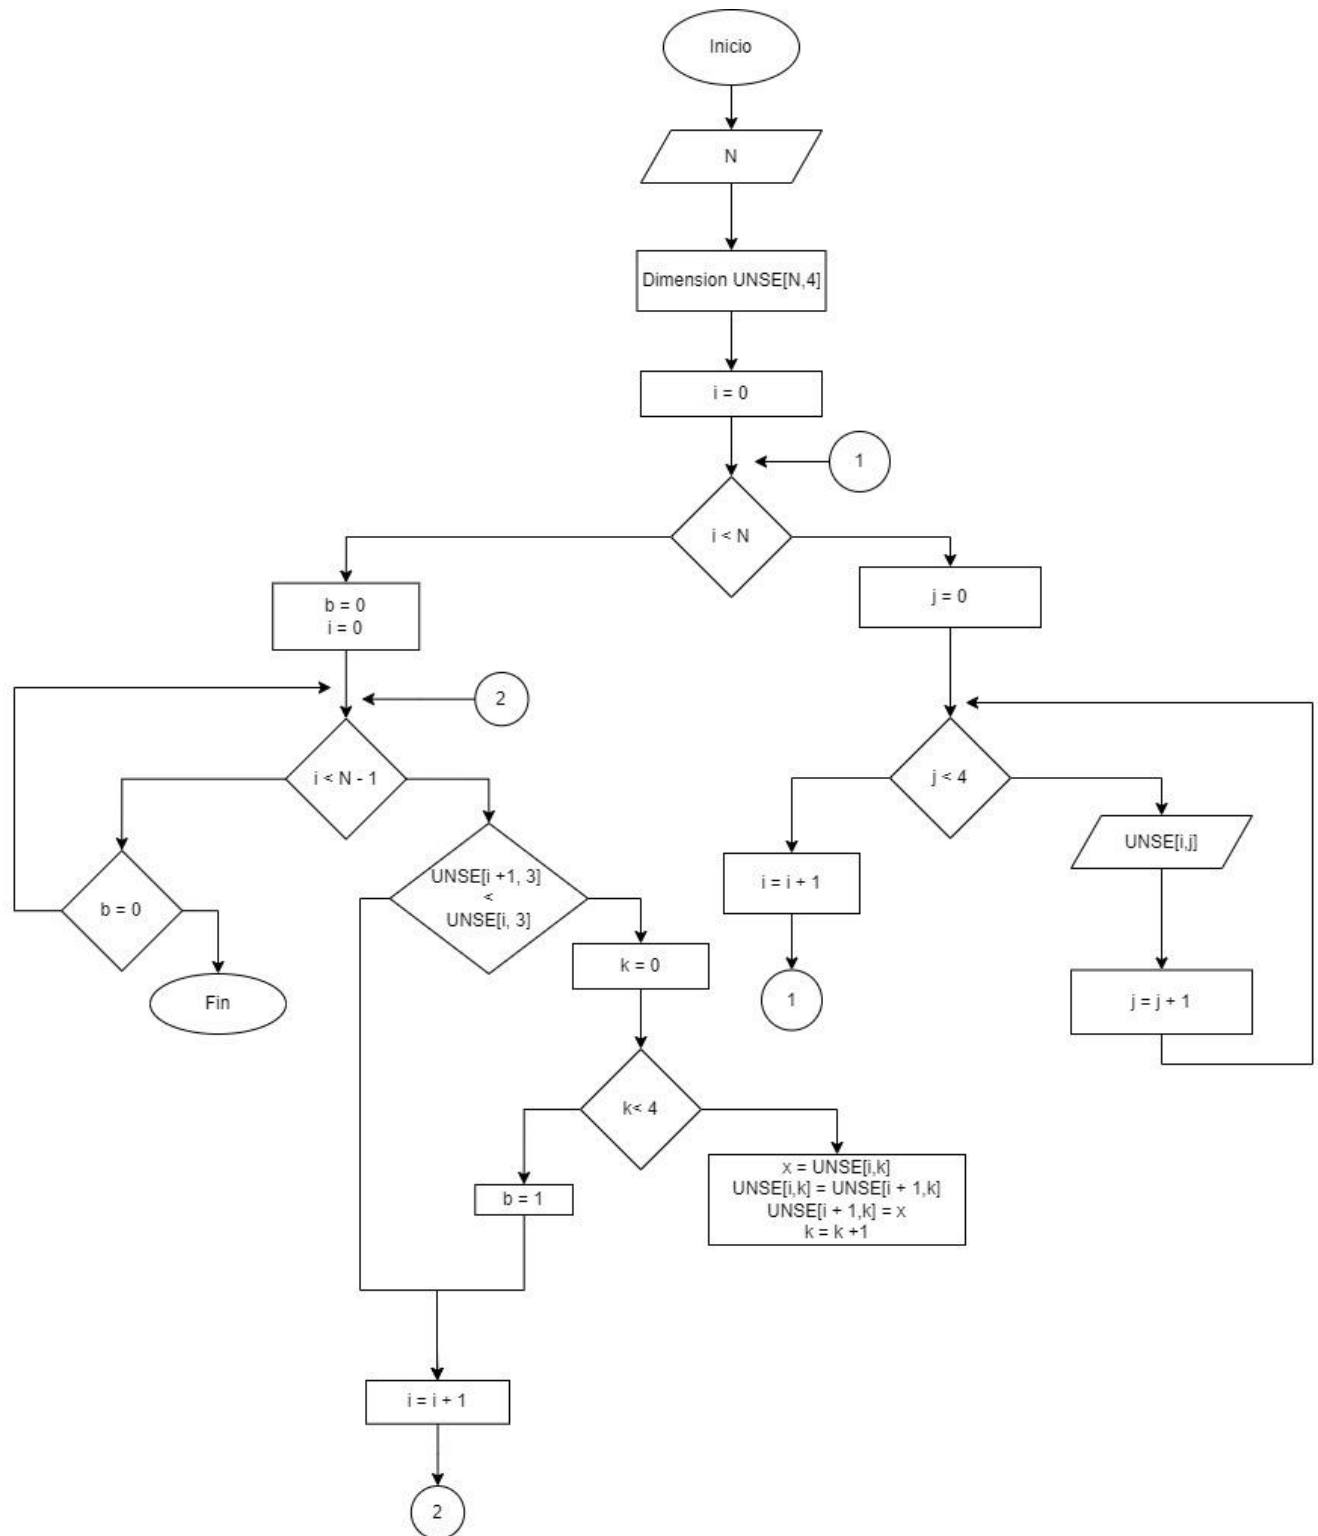 Inicio
N
Dimension UNSE[N,4]
i = 0
1
i < N
b = 0
i = 0
j = 0
2
i < N - 1
j < 4
UNSE[i,j]
UNSE[i +1, 3]
<
UNSE[i, 3]
i = i + 1
b = 0
k = 0
Fin
1
j = j + 1
k< 4
x = UNSE[i,k]
UNSE[i,k] = UNSE[i + 1,k]
UNSE[i + 1,k] = x
k = k +1
b = 1
i = i + 1
2